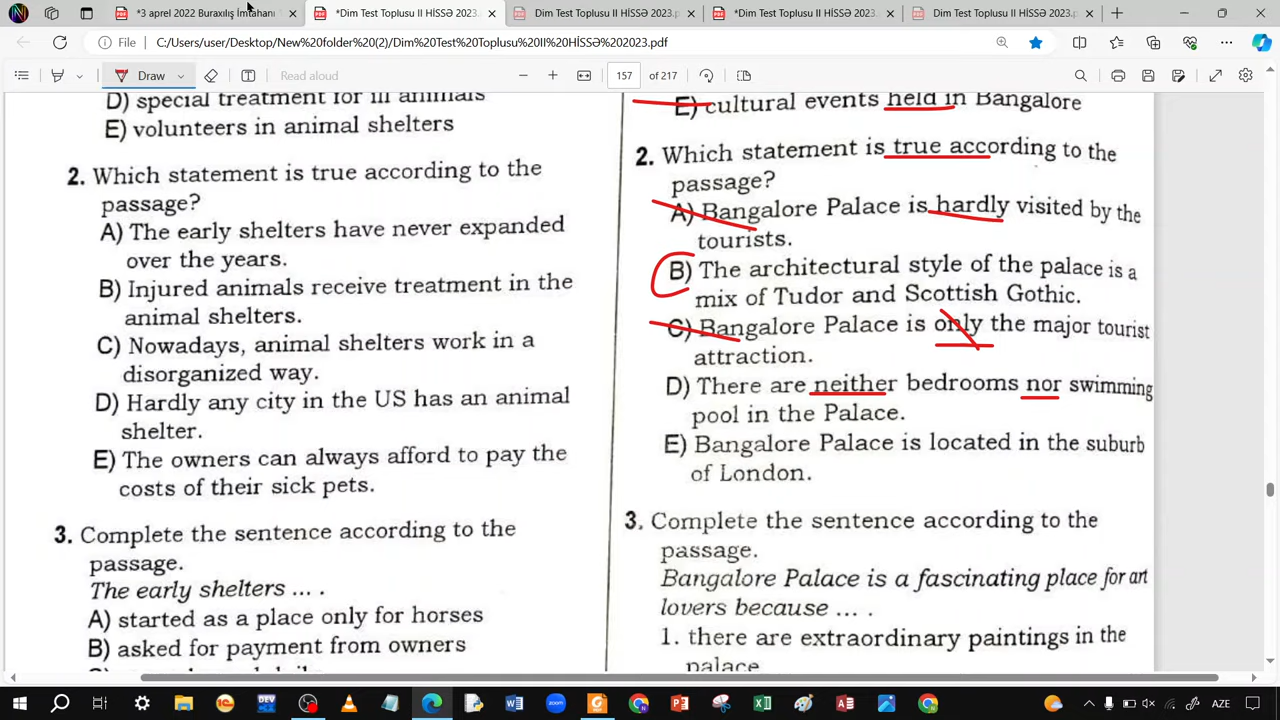 *3 aprel 2022 Buraxılış İmtahanı
*Dim Test Toplusu II HİSSƏ 2023.p
Dim Test Toplusu II HİSSƏ 2023.pd
*Dim Test Toplusu II HİSSƏ 2023.p
Dim Test Toplusu II HİSSƏ 2023.pd
File
C:/Users/user/Desktop/New%20folder%20(2)/Dim%20Test%20Toplusu%20II%20HİSSƏ%202023.pdf
Draw
Read aloud
157 of 217
D) special treatment for ill animals
E) volunteers in animal shelters
2. Which statement is true according to the
passage?
A) The early shelters have never expanded
over the years.
B) Injured animals receive treatment in the
animal shelters.
C) Nowadays, animal shelters work in a
disorganized way.
D) Hardly any city in the US has an animal
shelter.
E) The owners can always afford to pay the
costs of their sick pets.
3. Complete the sentence according to the
passage.
The early shelters ... .
A) started as a place only for horses
B) asked for payment from owners
E) cultural events held in Bangalore
2. Which statement is true according to the
passage?
A) Bangalore Palace is hardly visited by the
tourists.
B) The architectural style of the palace is a
mix of Tudor and Scottish Gothic.
C) Bangalore Palace is only the major tourist
attraction.
D) There are neither bedrooms nor swimming
pool in the Palace.
E) Bangalore Palace is located in the suburb
of London.
3. Complete the sentence according to the
passage.
Bangalore Palace is a fascinating place for art
lovers because ... .
1. there are extraordinary paintings in the
palace
AZE